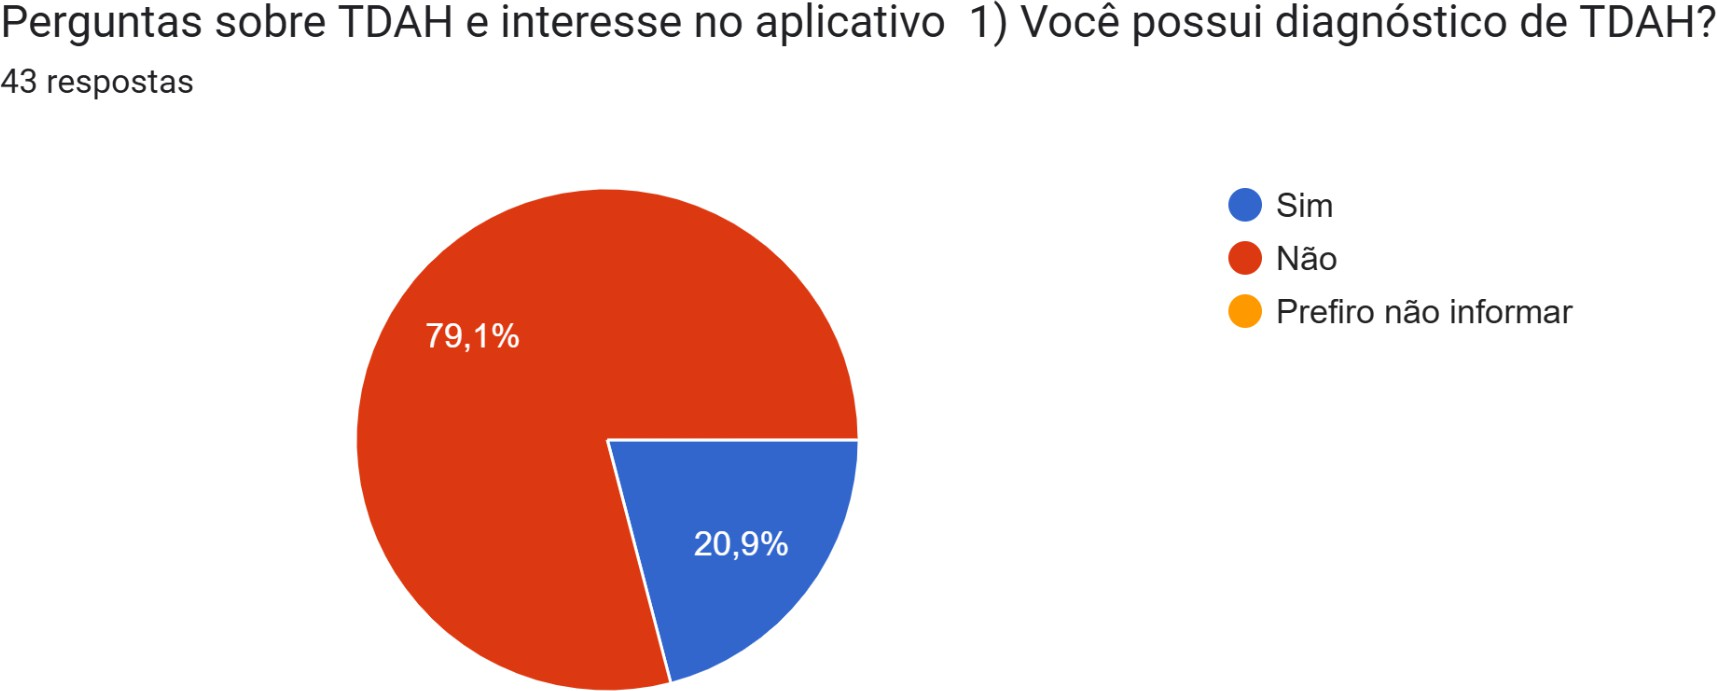 Perguntas sobre TDAH e interesse no aplicativo  1) Você possui diagnóstico de TDAH?
43 respostas
Sim
Não
Prefiro não informar
79,1%
20,9%